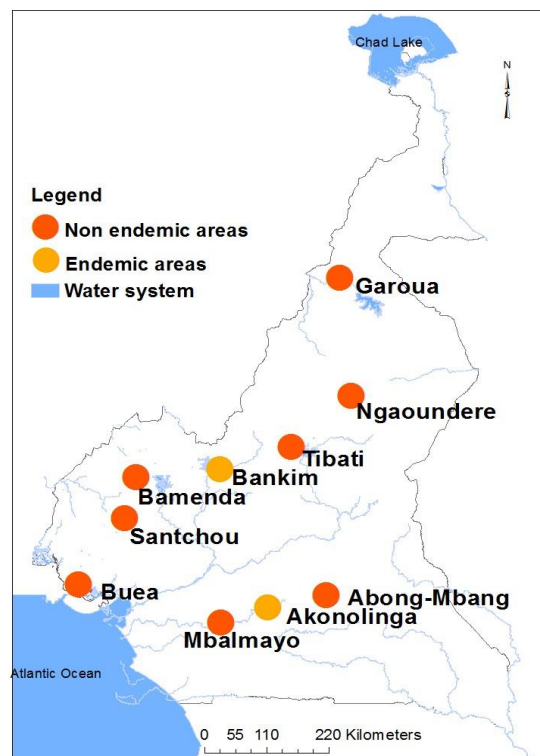 Chad Lake
N
Legend
Non endemic areas
Endemic areas
Water system
Garoua
Ngaoundere
Tibati
Bankim
Bamenda
Santchou
Buea
Abong-Mbang
Akonolinga
Mbalmayo
Atlantic Ocean
0 55 110 220 Kilometers